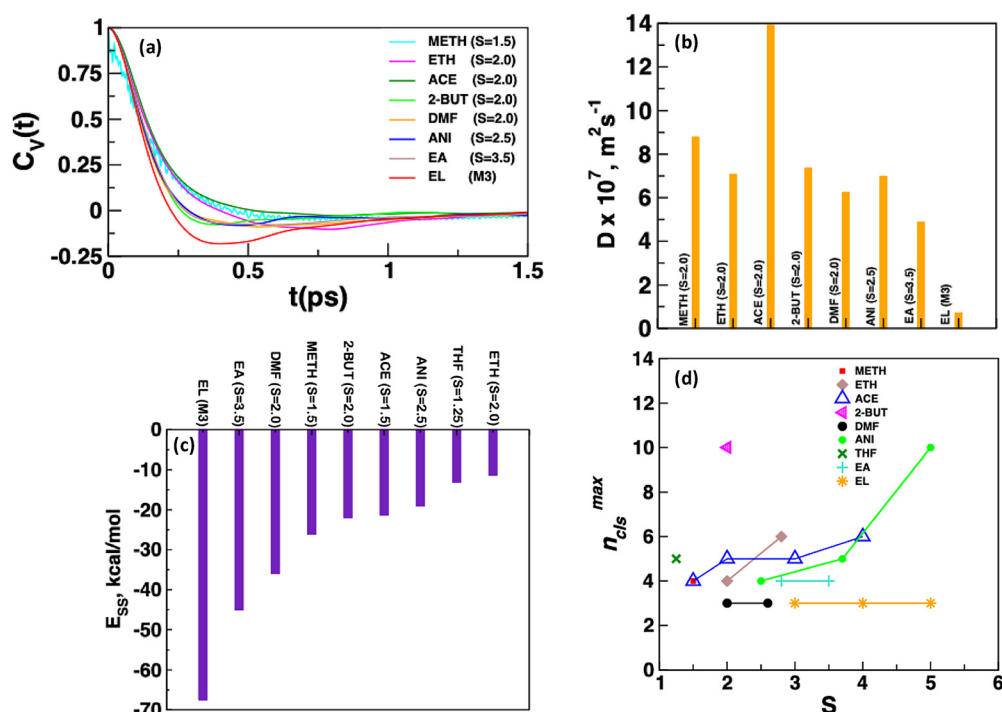 1
0.75
0.5
0.25
0
-0.25
C_V(t)
(a)
METH (S=1.5)
ETH (S=2.0)
ACE (S=2.0)
2-BUT (S=2.0)
DMF (S=2.0)
ANI (S=2.5)
EA (S=3.5)
EL (M3)
0 0.5 1 1.5
t(ps)
(b)
14
12
10
8
6
4
2
0
D x 10⁷, m² s⁻¹
METH (S=2.0)
ETH (S=2.0)
ACE (S=2.0)
2-BUT (S=2.0)
DMF (S=2.0)
ANI (S=2.5)
EA (S=3.5)
EL (M3)
EL (M3)
EA (S=3.5)
DMF (S=2.0)
METH (S=1.5)
2-BUT (S=2.0)
ACE (S=1.5)
ANI (S=2.5)
THF (S=1.25)
ETH (S=2.0)
(c)
0
-10
-20
-30
-40
-50
-60
-70
E_SS, kcal/mol
(d)
14
12
10
8
6
4
2
0
n_cls^max
METH
ETH
ACE
2-BUT
DMF
ANI
THF
EA
EL
1 2 3 4 5 6
S